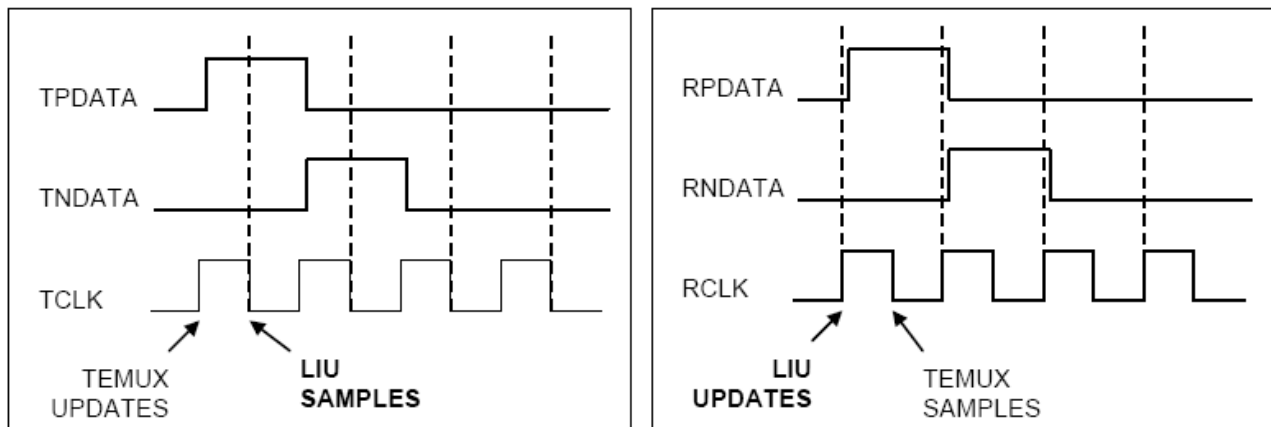 TPDATA
TNDATA
TCLK
TEMUX
UPDATES
LIU
SAMPLES
RPDATA
RNDATA
RCLK
LIU
UPDATES
TEMUX
SAMPLES